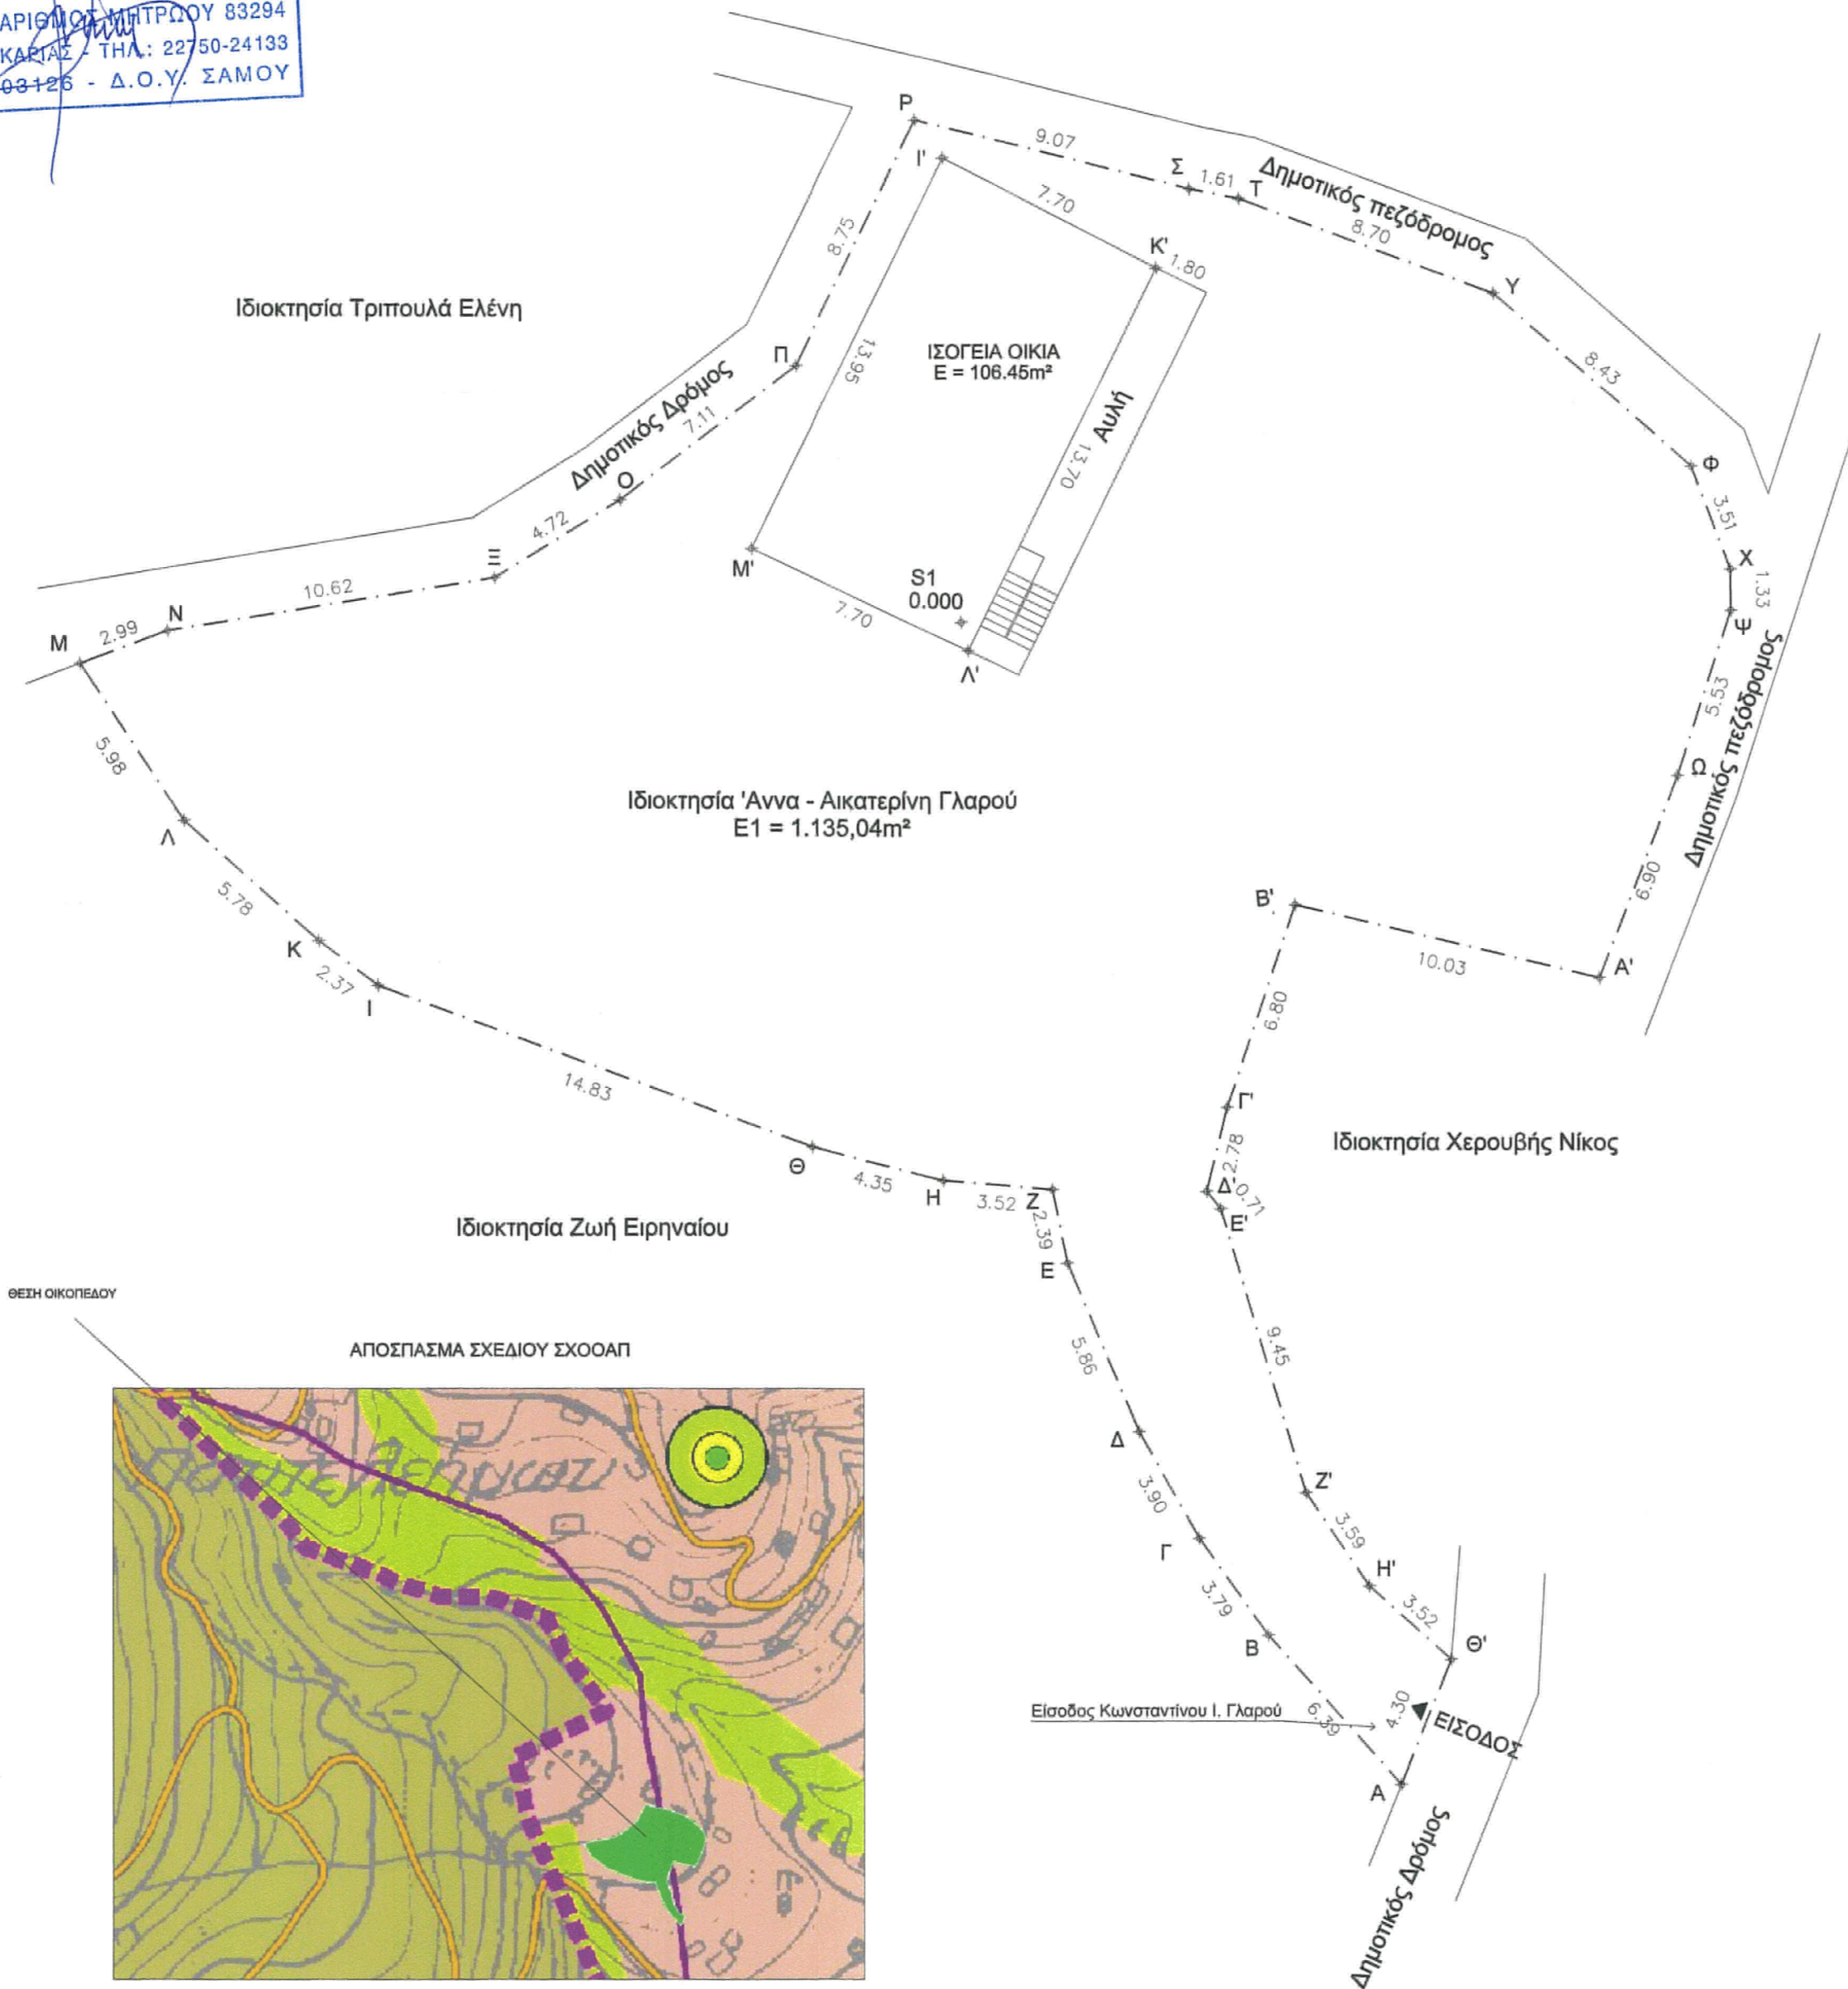 ΑΡΙΘΜΟΣ ΜΗΤΡΩΟΥ 83294
ΚΑΡΙΑΣ - ΤΗΛ.: 22750-24133
03126 - Δ.Ο.Υ. ΣΑΜΟΥ
Ρ
9.07
Σ
1.61
Τ
Δημοτικός πεζόδρομος
8.70
Υ
Ι'
7.70
Κ'
1.80
8.75
Ιδιοκτησία Τριπουλά Ελένη
ΙΣΟΓΕΙΑ ΟΙΚΙΑ
Ε = 106.45m²
13.95
Π
8.43
Δημοτικός Δρόμος
7.11
Αυλή
13.70
Φ
3.51
Ο
4.72
Ξ
Χ
1.33
Ψ
Μ'
S1
0.000
10.62
Ν
2.99
Μ
7.70
Λ'
5.53
Δημοτικός πεζόδρομος
5.98
Ω
Ιδιοκτησία 'Αννα - Αικατερίνη Γλαρού
Ε1 = 1.135,04m²
Λ
6.90
5.78
Β'
Κ
10.03
Α'
2.37
Ι
6.80
14.83
Γ'
Ιδιοκτησία Χερουβής Νίκος
2.78
Θ
4.35
Η
3.52
Ζ
Δ'
0.71
Ε'
Ιδιοκτησία Ζωή Ειρηναίου
2.39
Ε
ΘΕΣΗ ΟΙΚΟΠΕΔΟΥ
ΑΠΟΣΠΑΣΜΑ ΣΧΕΔΙΟΥ ΣΧΟΟΑΠ
5.86
9.45
Δ
3.90
Ζ'
3.59
Γ
Η'
3.79
3.52
Β
Θ'
Είσοδος Κωνσταντίνου Ι. Γλαρού
6.39
4.30
ΕΙΣΟΔΟΣ
Α
Δημοτικός Δρόμος